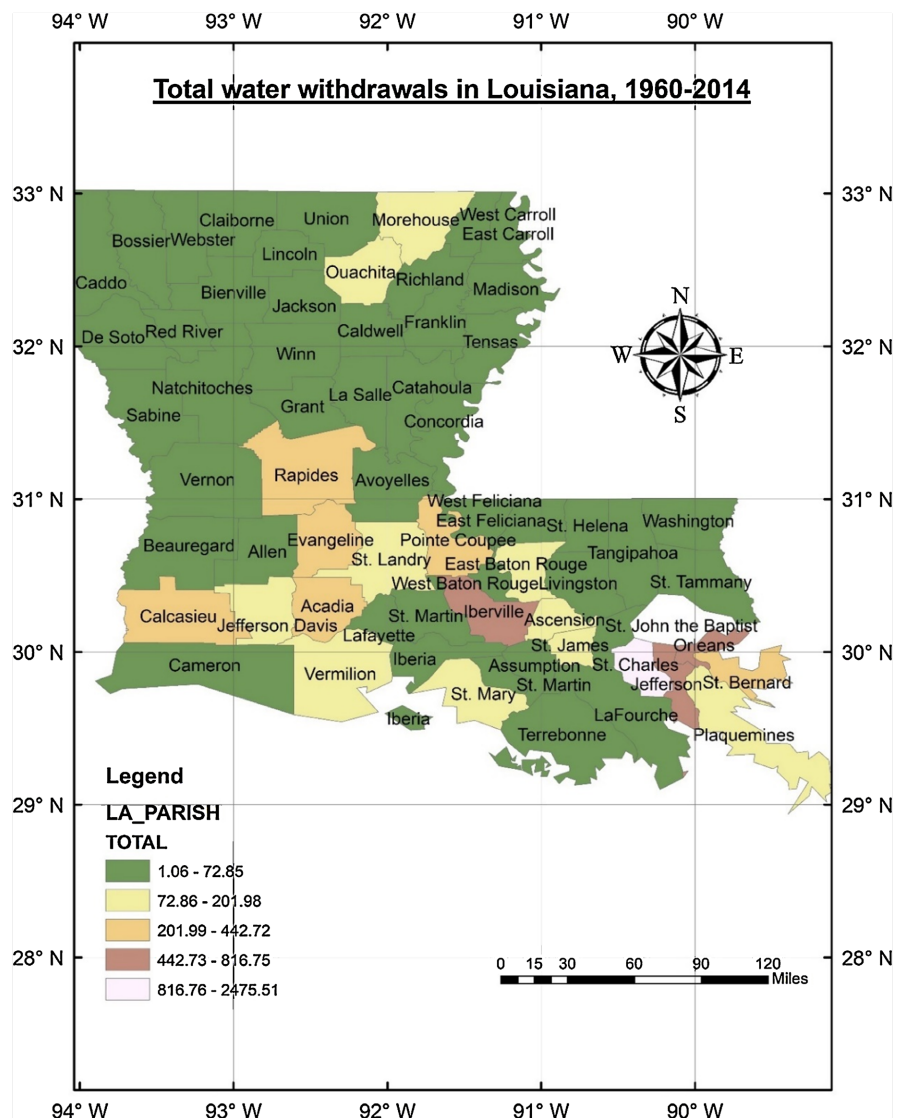 94° W 93° W 92° W 91° W 90° W
Total water withdrawals in Louisiana, 1960-2014
33° N 33° N
Claiborne Union Morehouse West Carroll
Bossier Webster East Carroll
Lincoln
Caddo Ouachita Richland
Bienville Madison
Jackson
De Soto Red River Caldwell Franklin
Tensas
32° N 32° N
Winn
N
W E
S
Natchitoches La Salle Catahoula
Sabine Grant
Concordia
Vernon Rapides Avoyelles
31° N 31° N
West Feliciana
East Feliciana St. Helena Washington
Beauregard Allen Evangeline Pointe Coupee
St. Landry East Baton Rouge Tangipahoa
West Baton Rouge Livingston St. Tammany
Calcasieu Acadia St. Martin Iberville Ascension St. John the Baptist
Jefferson Davis
Lafayette St. James Orleans
30° N 30° N
Cameron Vermilion Iberia Assumption St. Charles
St. Mary St. Martin Jefferson St. Bernard
Iberia LaFourche
Terrebonne Plaquemines
Legend
29° N 29° N
LA_PARISH
TOTAL
1.06 - 72.85
72.86 - 201.98
201.99 - 442.72
442.73 - 816.75
816.76 - 2475.51
28° N 28° N
0 15 30 60 90 120
Miles
94° W 93° W 92° W 91° W 90° W